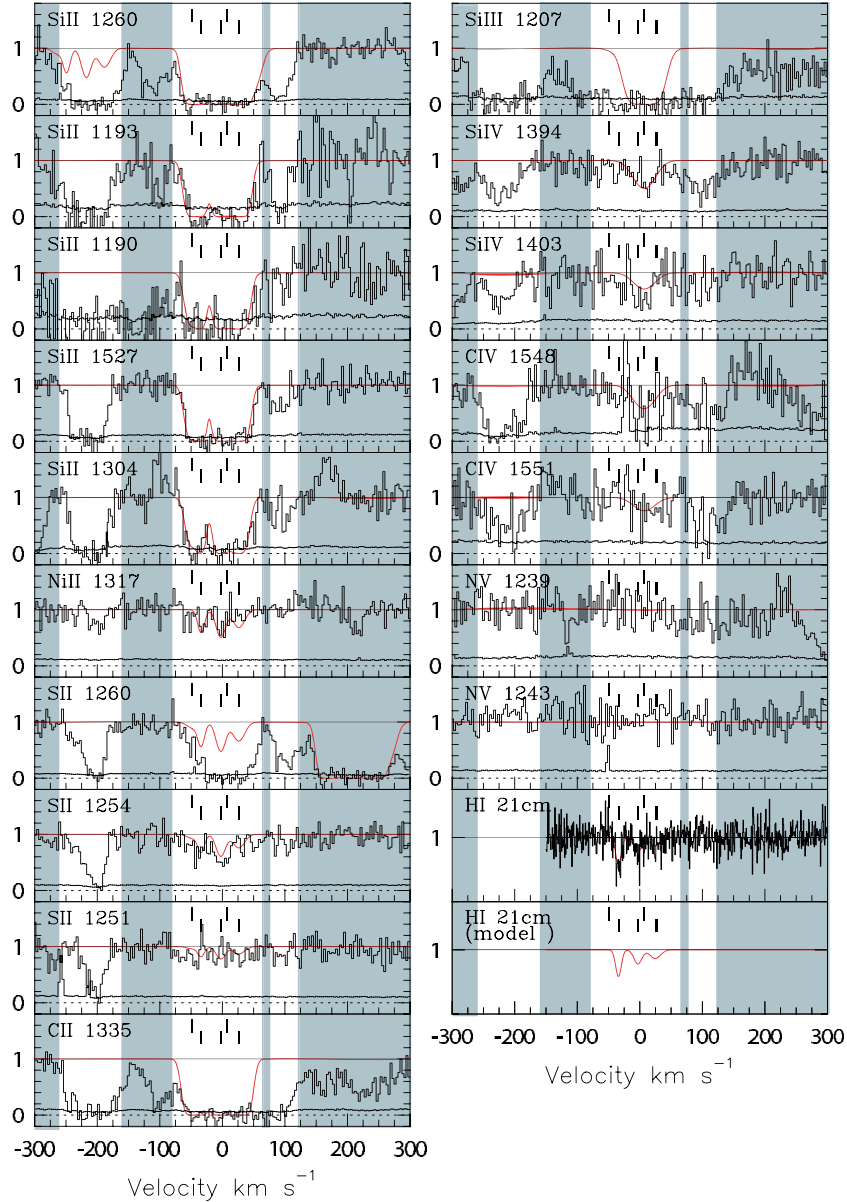 SiII 1260
1
0
SiII 1193
1
0
SiII 1190
1
0
SiII 1527
1
0
SiII 1304
1
0
NiII 1317
1
0
SII 1260
1
0
SII 1254
1
0
SII 1251
1
0
CII 1335
1
0
-300 -200 -100 0 100 200 300
Velocity km s⁻¹
SiIII 1207
1
0
SiIV 1394
1
0
SiIV 1403
1
0
CIV 1548
1
0
CIV 1551
1
0
NV 1239
1
0
NV 1243
1
0
HI 21cm
1
HI 21cm
(model )
1
-300 -200 -100 0 100 200 300
Velocity km s⁻¹